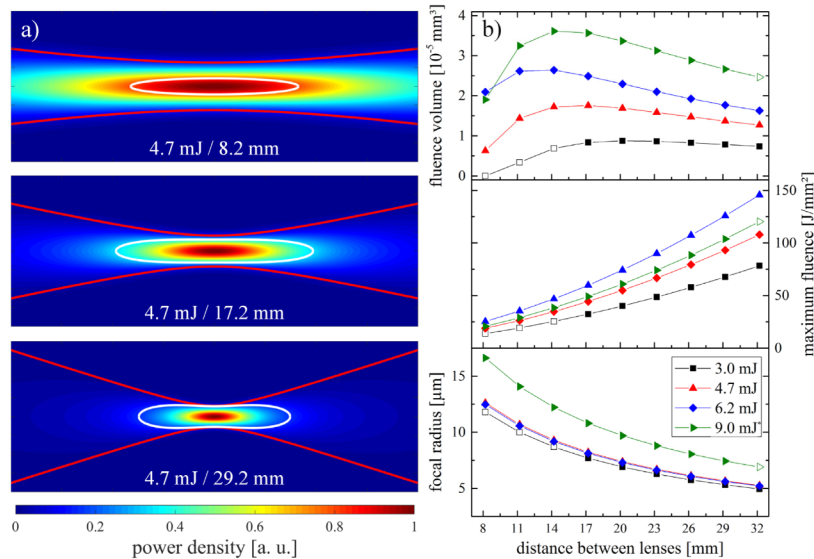 a)
4.7 mJ / 8.2 mm
4.7 mJ / 17.2 mm
4.7 mJ / 29.2 mm
0 0.2 0.4 0.6 0.8 1
power density [a. u.]
b)
fluence volume [10⁻⁵ mm³]
4
3
2
1
0
maximum fluence [J/mm²]
150
100
50
0
focal radius [µm]
15
10
5
3.0 mJ
4.7 mJ
6.2 mJ
9.0 mJ*
8 11 14 17 20 23 26 29 32
distance between lenses [mm]